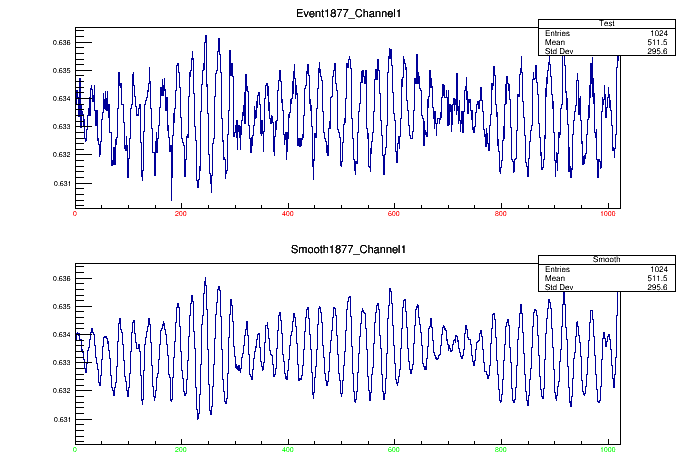 Event1877_Channel1
Test
Entries 1024
Mean 511.5
Std Dev 295.6
0.636
0.635
0.634
0.633
0.632
0.631
0 200 400 600 800 1000
Smooth1877_Channel1
Smooth
Entries 1024
Mean 511.5
Std Dev 295.6
0.636
0.635
0.634
0.633
0.632
0.631
0 200 400 600 800 1000